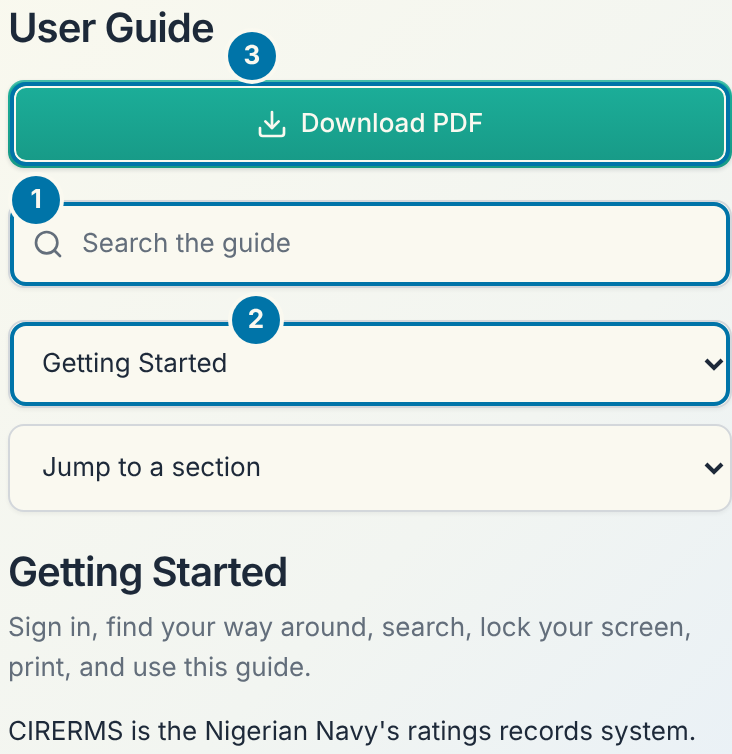 User Guide
3
Download PDF
1
Search the guide
2
Getting Started
Jump to a section
Getting Started
Sign in, find your way around, search, lock your screen,
print, and use this guide.
CIRERMS is the Nigerian Navy's ratings records system.